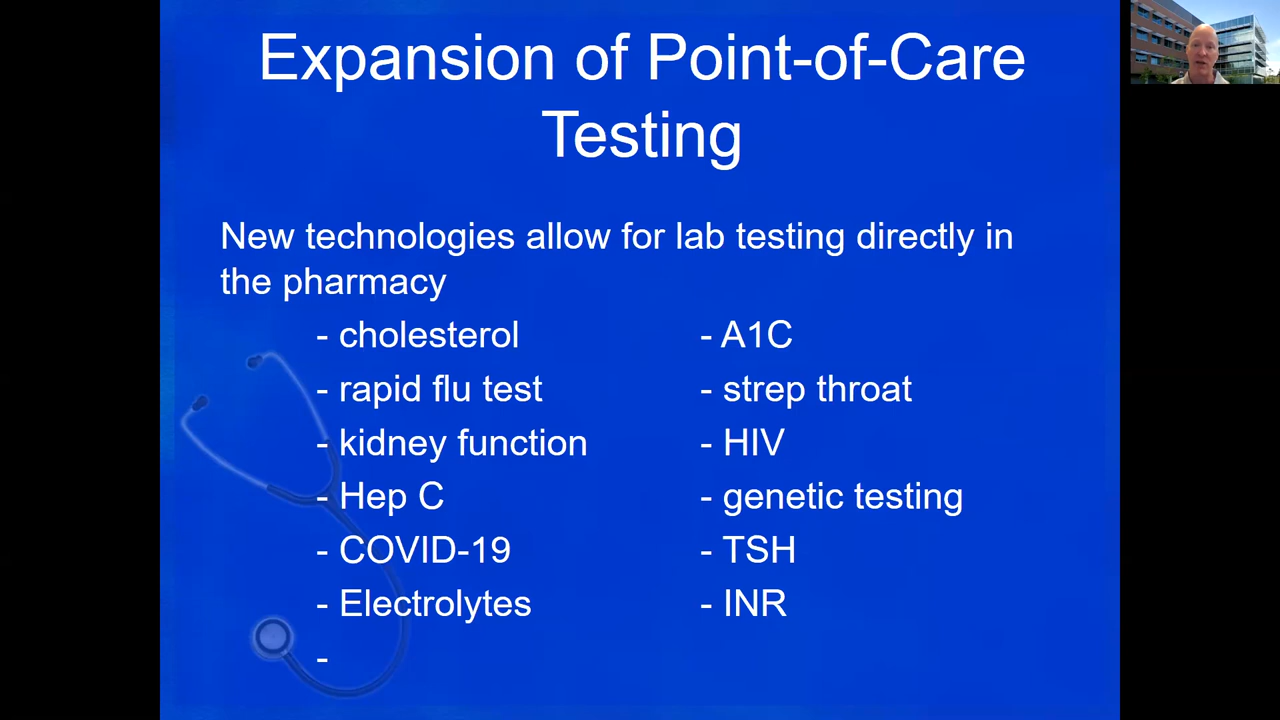 Expansion of Point-of-Care
Testing
New technologies allow for lab testing directly in
the pharmacy
- cholesterol - A1C
- rapid flu test - strep throat
- kidney function - HIV
- Hep C - genetic testing
- COVID-19 - TSH
- Electrolytes - INR
-